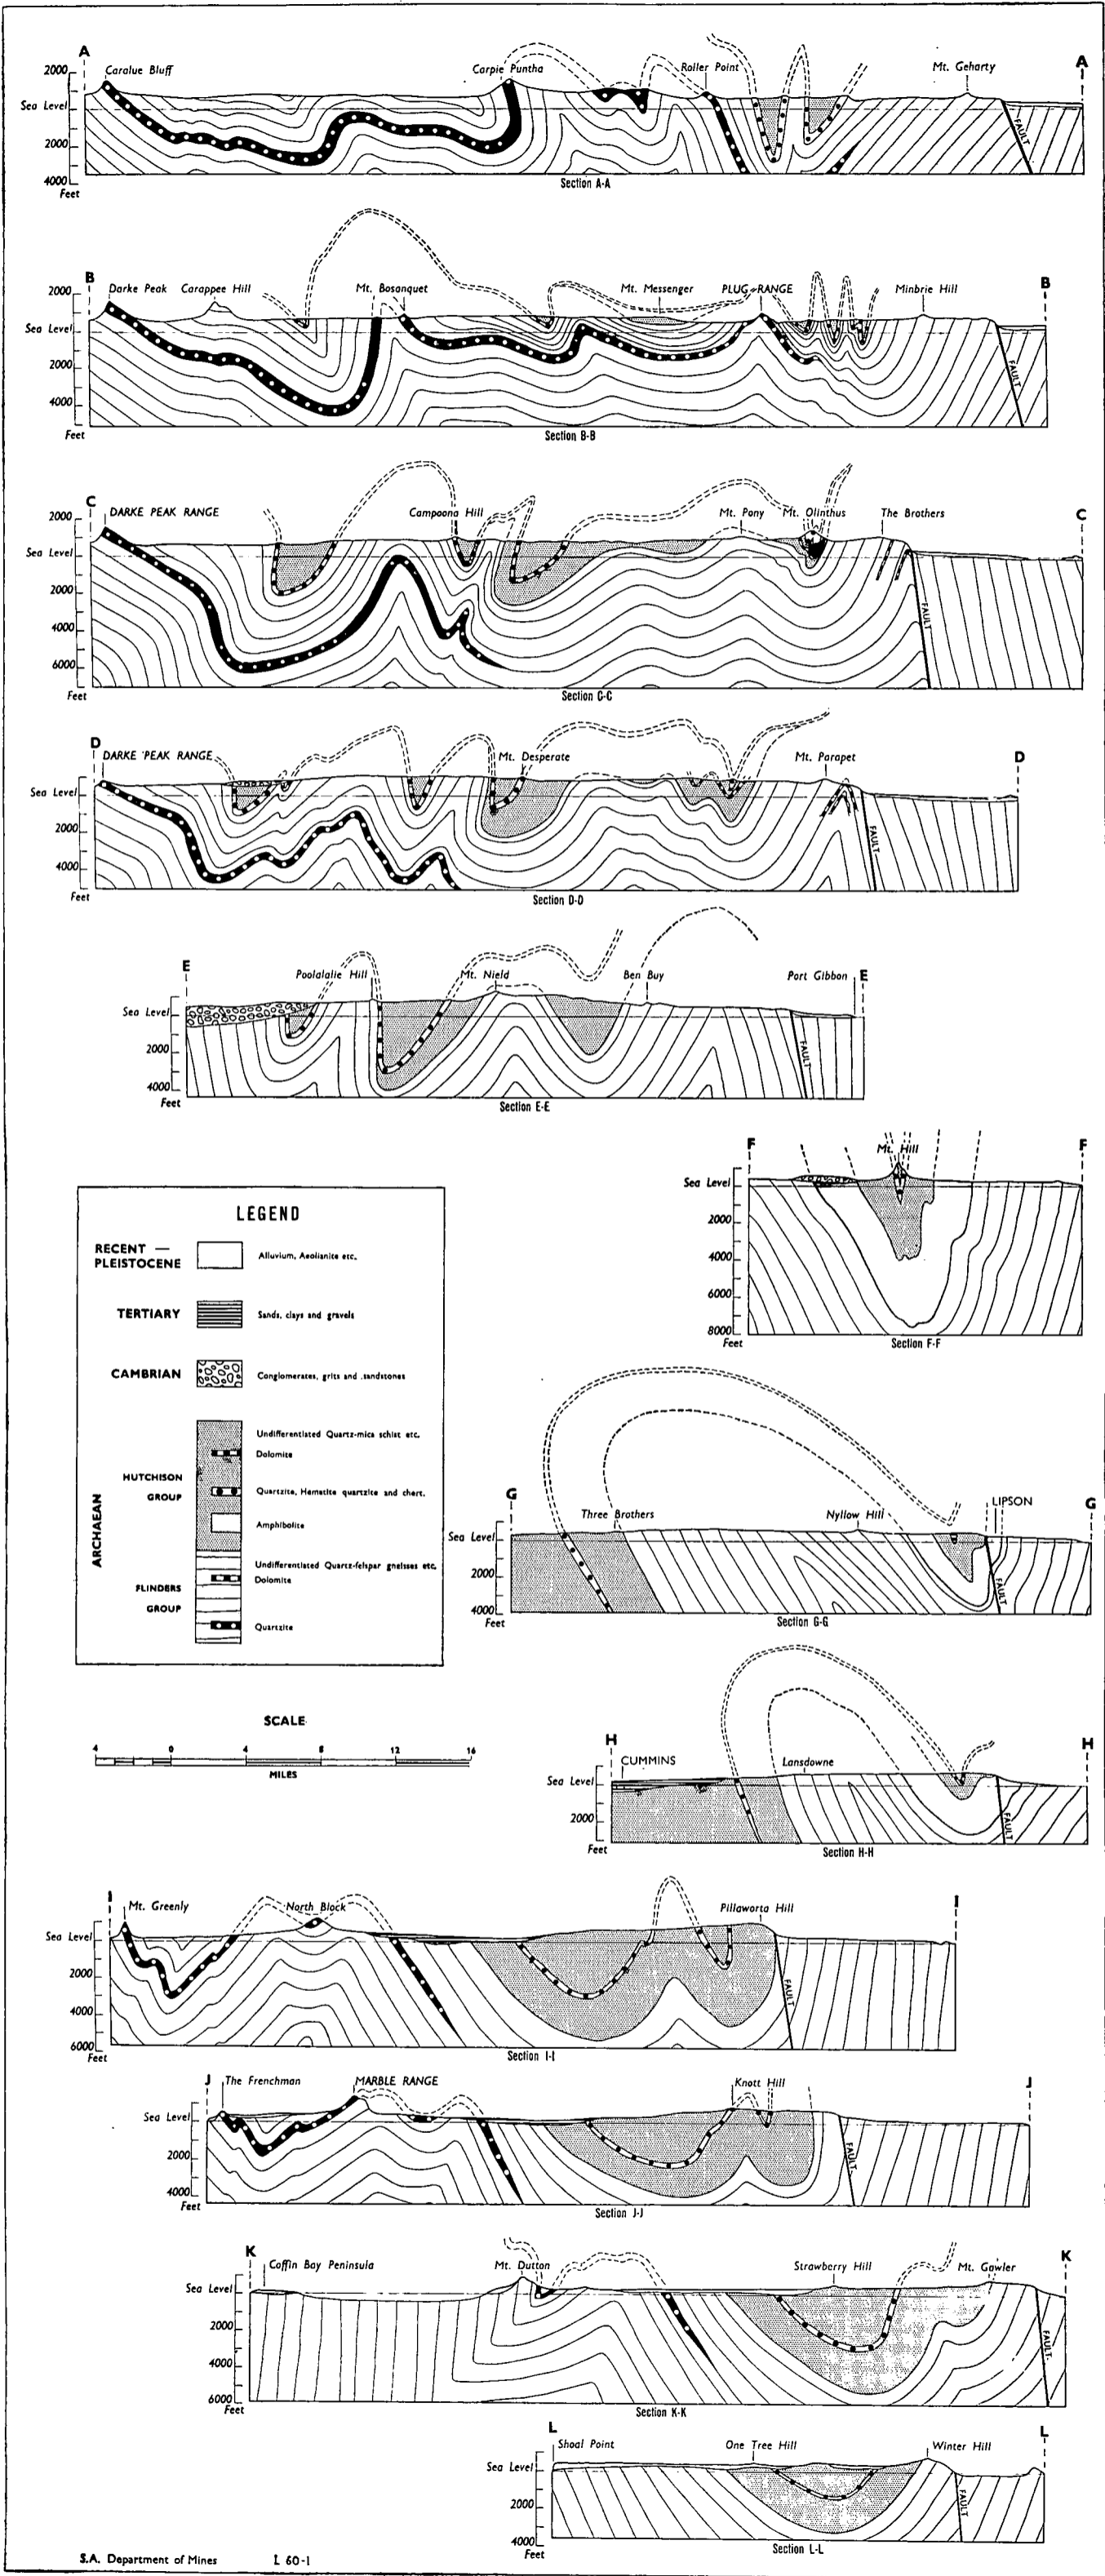 A
A
Caralue Bluff
Carpie Puntha
Roller Point
Mt. Geharty
2000
Sea Level
2000
4000
Feet
FAULT
Section A-A
B
B
Darke Peak
Carappee Hill
Mt. Bosanquet
Mt. Messenger
PLUG RANGE
Minbrie Hill
2000
Sea Level
2000
4000
Feet
FAULT
Section B-B
C
C
DARKE PEAK RANGE
Campoona Hill
Mt. Pony
Mt. Olinthus
The Brothers
2000
Sea Level
2000
4000
6000
Feet
FAULT
Section C-C
D
D
DARKE PEAK RANGE
Mt. Desperate
Mt. Parapet
Sea Level
2000
4000
Feet
FAULT
Section D-D
E
E
Poolalalie Hill
Mt. Nield
Ben Buy
Port Gibbon
Sea Level
2000
4000
Feet
FAULT
Section E-E
F
F
Mt. Hill
Sea Level
2000
4000
6000
8000
Feet
Section F-F
LEGEND
RECENT —
PLEISTOCENE
Alluvium, Aeolianite etc.
TERTIARY
Sands, clays and gravels
CAMBRIAN
Conglomerates, grits and sandstones
ARCHAEAN
HUTCHISON
GROUP
Undifferentiated Quartz-mica schist etc.
Dolomite
Quartzite, Hematite quartzite and chert.
Amphibolite
FLINDERS
GROUP
Undifferentiated Quartz-felspar gneisses etc.
Dolomite
Quartzite
G
G
Three Brothers
Nyllow Hill
LIPSON
Sea Level
2000
4000
Feet
FAULT
Section G-G
SCALE
4 0 4 8 12 16
MILES
H
H
CUMMINS
Lansdowne
Sea Level
2000
Feet
FAULT
Section H-H
I
I
Mt. Greenly
North Block
Pillaworta Hill
Sea Level
2000
4000
6000
Feet
FAULT
Section I-I
J
J
The Frenchman
MARBLE RANGE
Knott Hill
Sea Level
2000
4000
Feet
FAULT
Section J-J
K
K
Coffin Bay Peninsula
Mt. Dutton
Strawberry Hill
Mt. Gawler
Sea Level
2000
4000
6000
Feet
FAULT
Section K-K
L
L
Shoal Point
One Tree Hill
Winter Hill
Sea Level
2000
4000
Feet
FAULT
Section L-L
S.A. Department of Mines
L 60-1